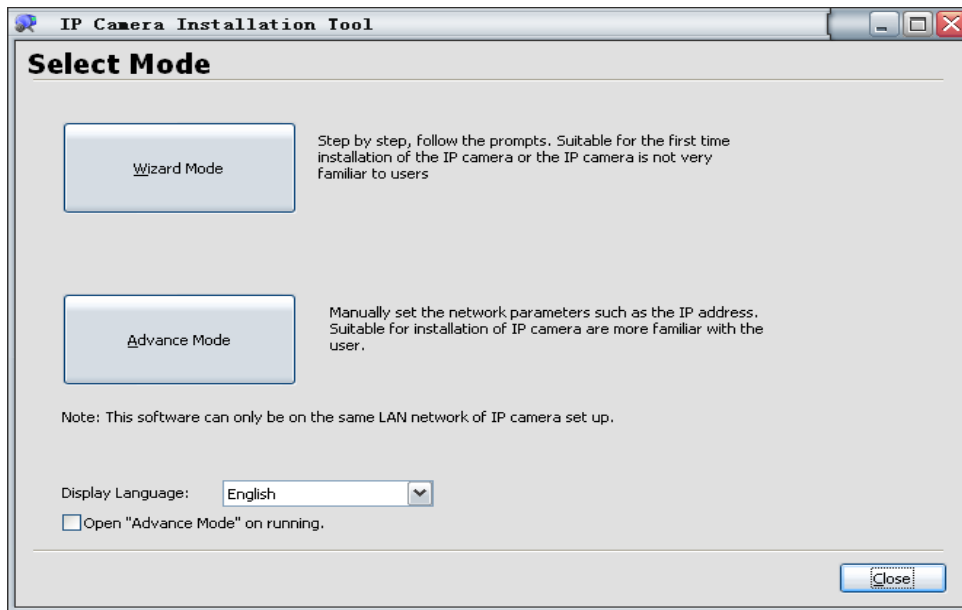 IP Camera Installation Tool
Select Mode
Wizard Mode
Step by step, follow the prompts. Suitable for the first time
installation of the IP camera or the IP camera is not very
familiar to users
Advance Mode
Manually set the network parameters such as the IP address.
Suitable for installation of IP camera are more familiar with the
user.
Note: This software can only be on the same LAN network of IP camera set up.
Display Language:
English
Open "Advance Mode" on running.
Close